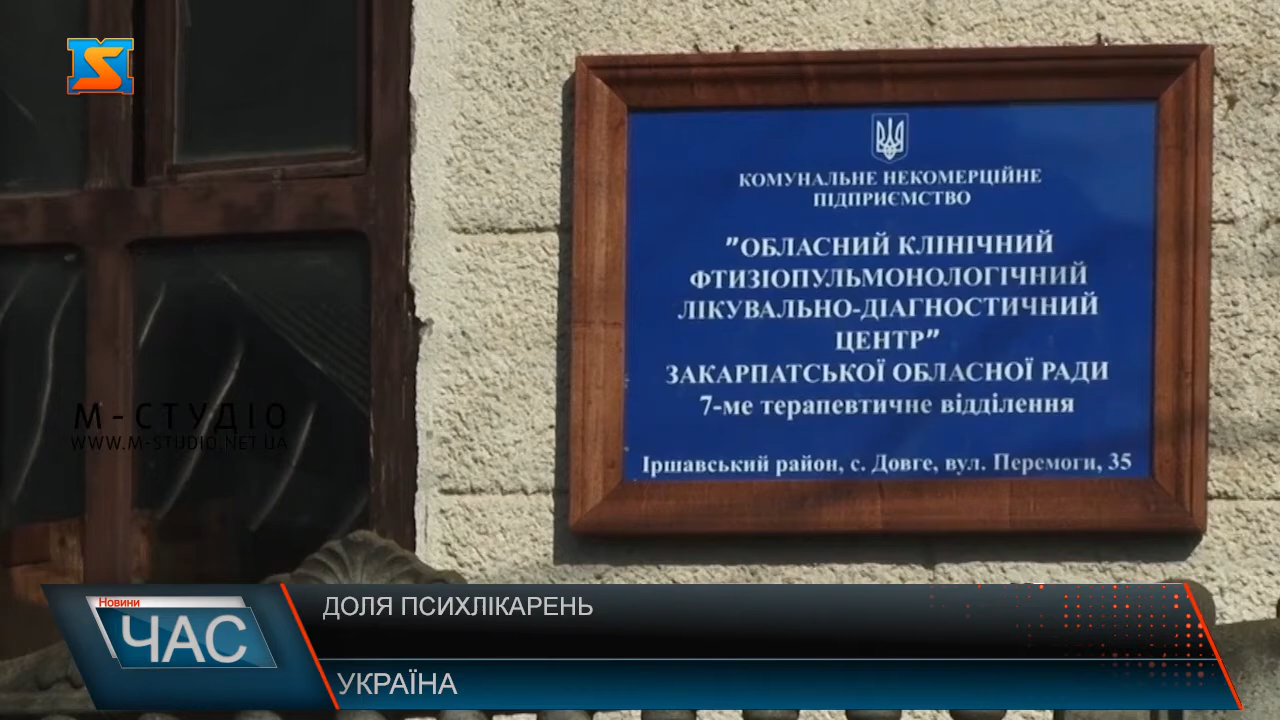 КОМУНАЛЬНЕ НЕКОМЕРЦІЙНЕ
ПІДПРИЄМСТВО
"ОБЛАСНИЙ КЛІНІЧНИЙ
ФТИЗІОПУЛЬМОНОЛОГІЧНИЙ
ЛІКУВАЛЬНО-ДІАГНОСТИЧНИЙ
ЦЕНТР"
ЗАКАРПАТСЬКОЇ ОБЛАСНОЇ РАДИ
7-ме терапевтичне відділення
Іршавський район, с. Довге, вул. Перемоги, 35
М-СТУДІО
WWW.M-STUDIO.NET.UA
Новини
ЧАС
ДОЛЯ ПСИХЛІКАРЕНЬ
УКРАЇНА